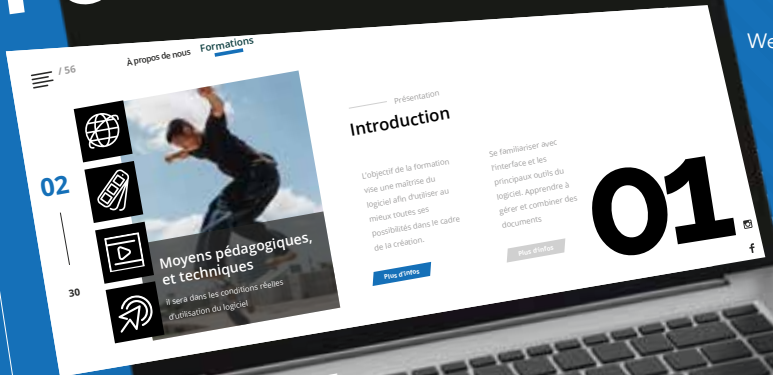 We
/ 56
À propos de nous
Formations
02
30
Moyens pédagogiques,
et techniques
il sera dans les conditions réelles
d'utilisation du logiciel
Présentation
Introduction
L'objectif de la formation
vise une maîtrise du
logiciel afin d'utiliser au
mieux toutes ses
possibilités dans le cadre
de la création.
Plus d'infos
Se familiariser avec
l'interface et les
principaux outils du
logiciel. Apprendre à
gérer et combiner des
documents
Plus d'infos
01
f